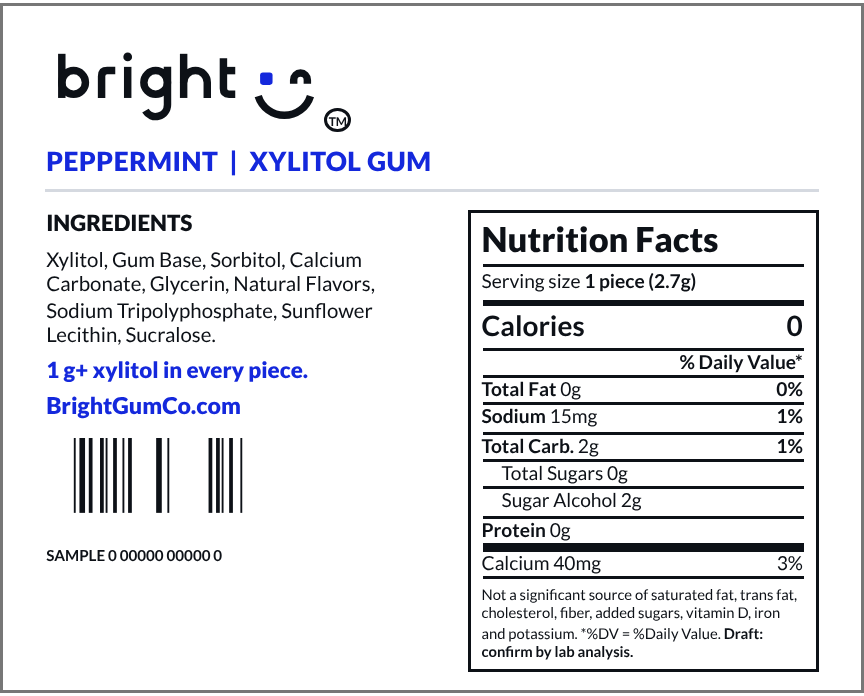 bright
TM
PEPPERMINT | XYLITOL GUM
INGREDIENTS
Xylitol, Gum Base, Sorbitol, Calcium
Carbonate, Glycerin, Natural Flavors,
Sodium Tripolyphosphate, Sunflower
Lecithin, Sucralose.
1 g+ xylitol in every piece.
BrightGumCo.com
SAMPLE 0 00000 00000 0
Nutrition Facts
Serving size 1 piece (2.7g)
Calories 0
% Daily Value*
Total Fat 0g 0%
Sodium 15mg 1%
Total Carb. 2g 1%
Total Sugars 0g
Sugar Alcohol 2g
Protein 0g
Calcium 40mg 3%
Not a significant source of saturated fat, trans fat,
cholesterol, fiber, added sugars, vitamin D, iron
and potassium. *%DV = %Daily Value. Draft:
confirm by lab analysis.